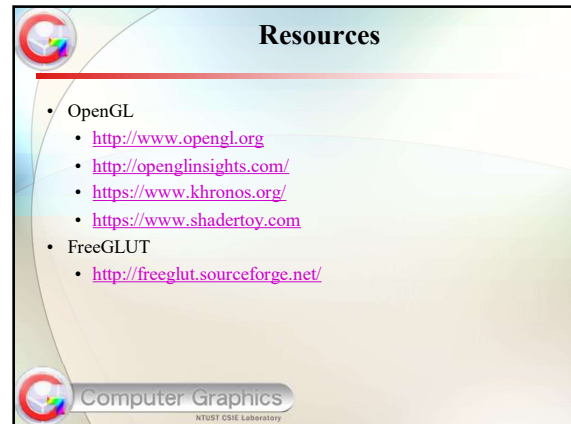 Resources
• OpenGL
• http://www.opengl.org
• http://openglinsights.com/
• https://www.khronos.org/
• https://www.shadertoy.com
• FreeGLUT
• http://freeglut.sourceforge.net/
Computer Graphics
NTUST CSIE Laboratory